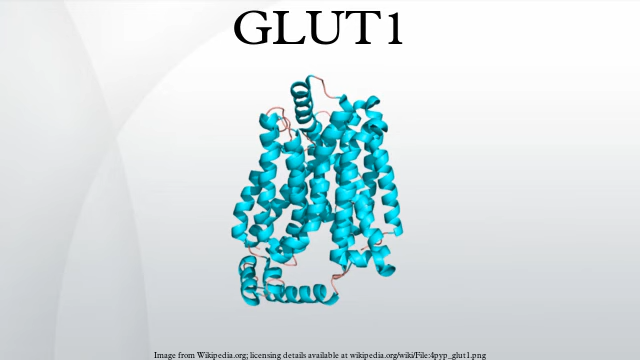 GLUT1
Image from Wikipedia.org; licensing details available at wikipedia.org/wiki/File:4pyp_glut1.png